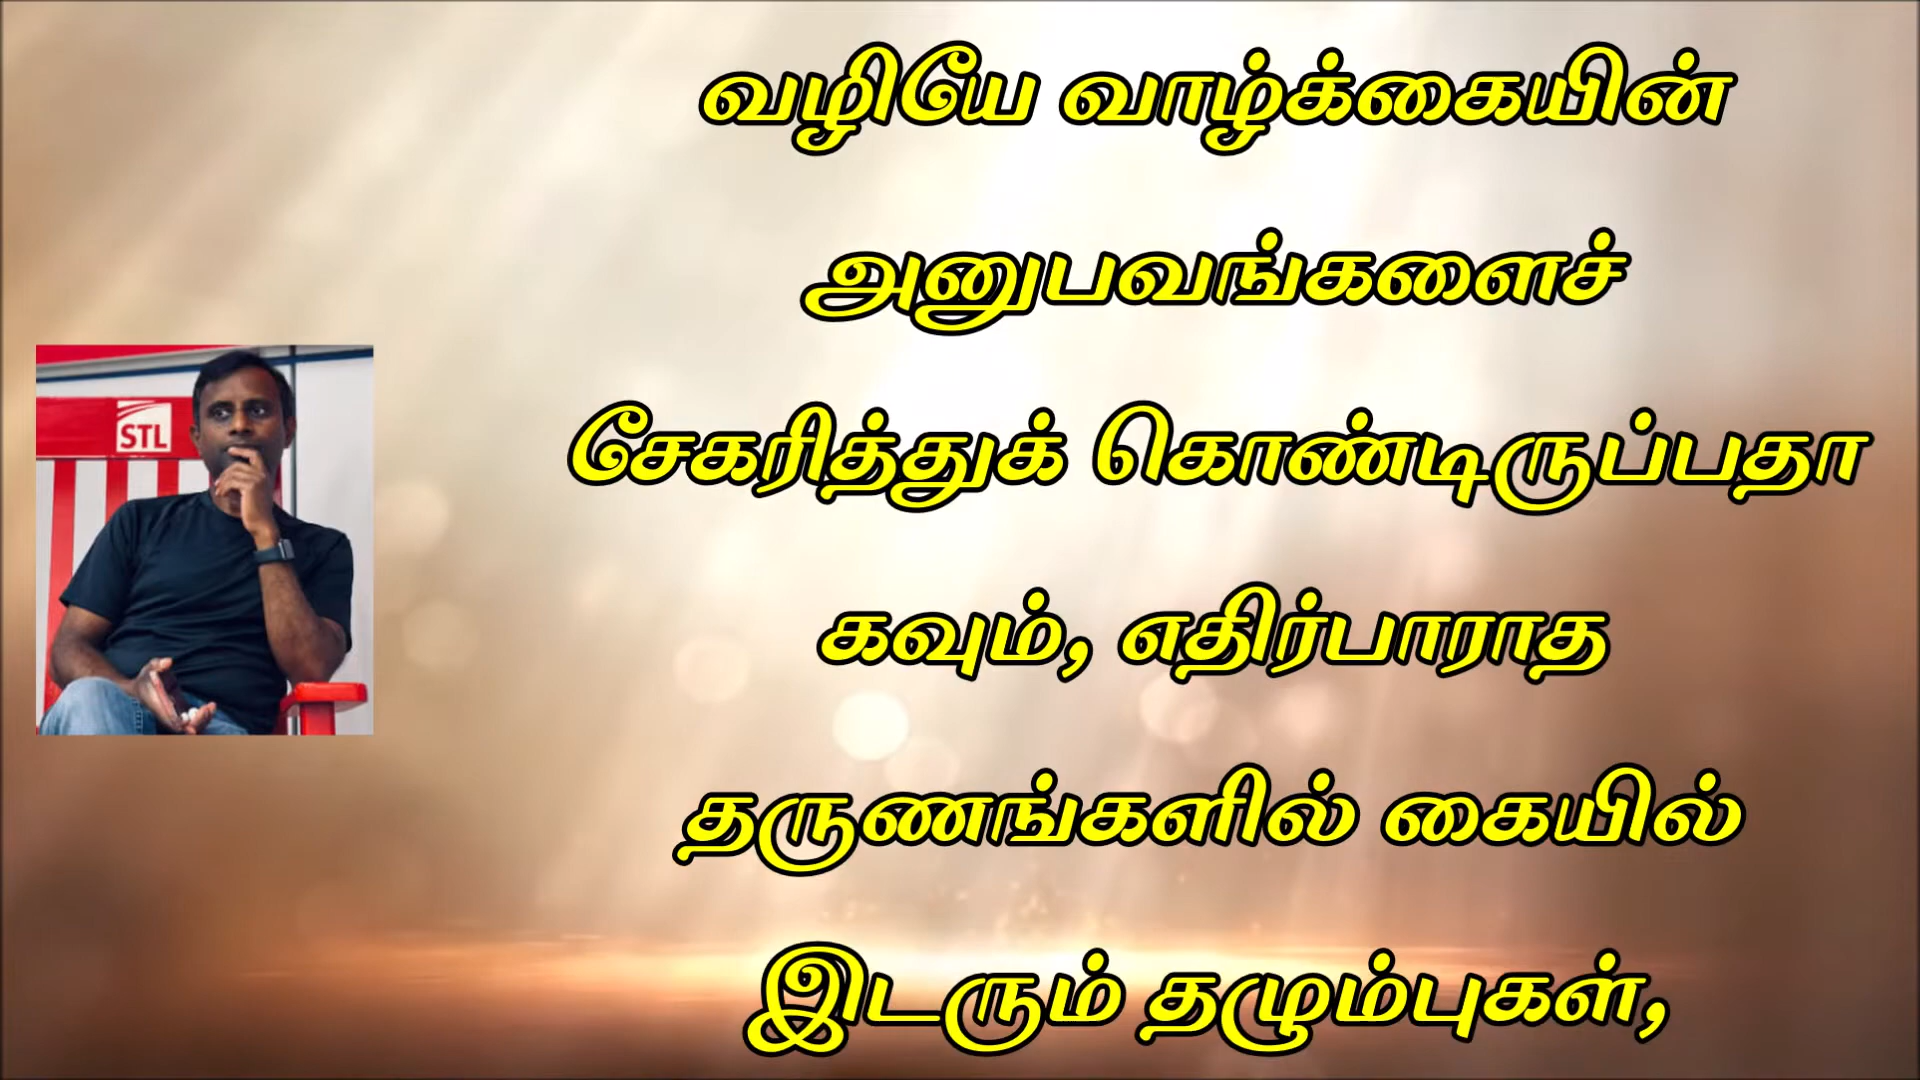 வழியே வாழ்க்கையின்
அனுபவங்களைச்
STL
சேகரித்துக் கொண்டிருப்பதா
கவும், எதிர்பாராத
தருணங்களில் கையில்
இடரும் தழும்புகள்,